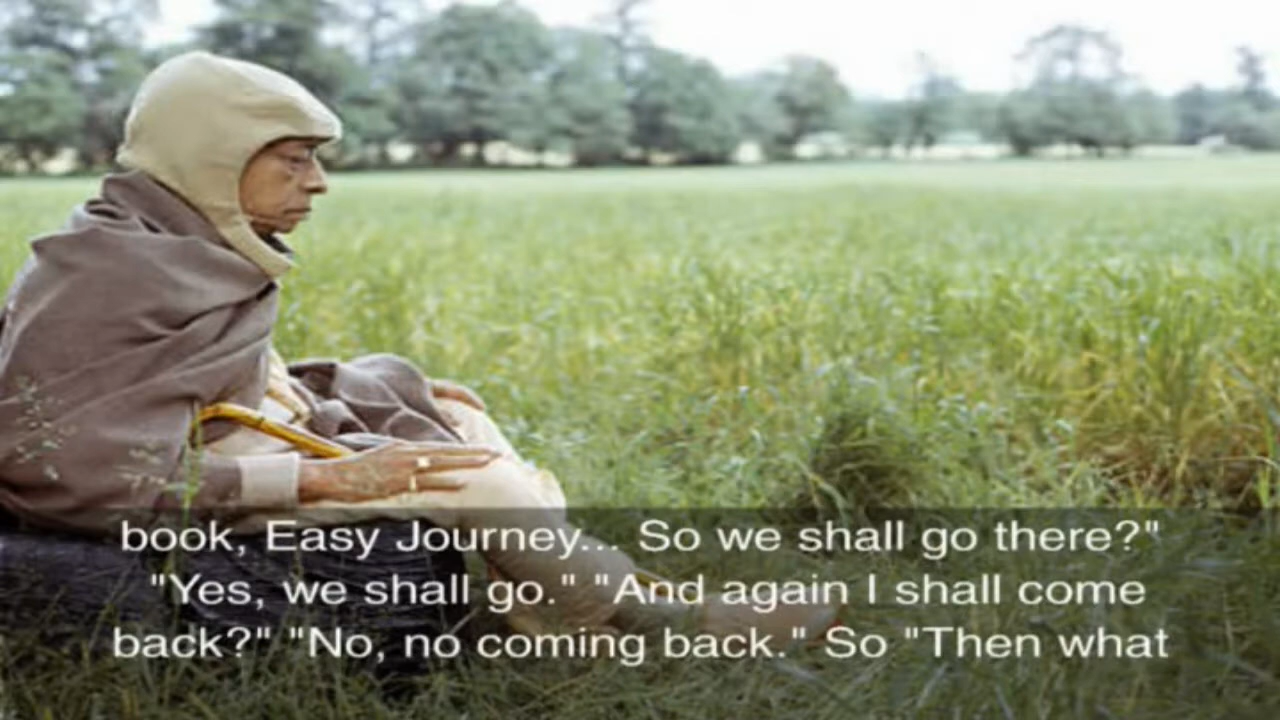 book, Easy Journey... So we shall go there?"
"Yes, we shall go." "And again I shall come
back?" "No, no coming back." So "Then what